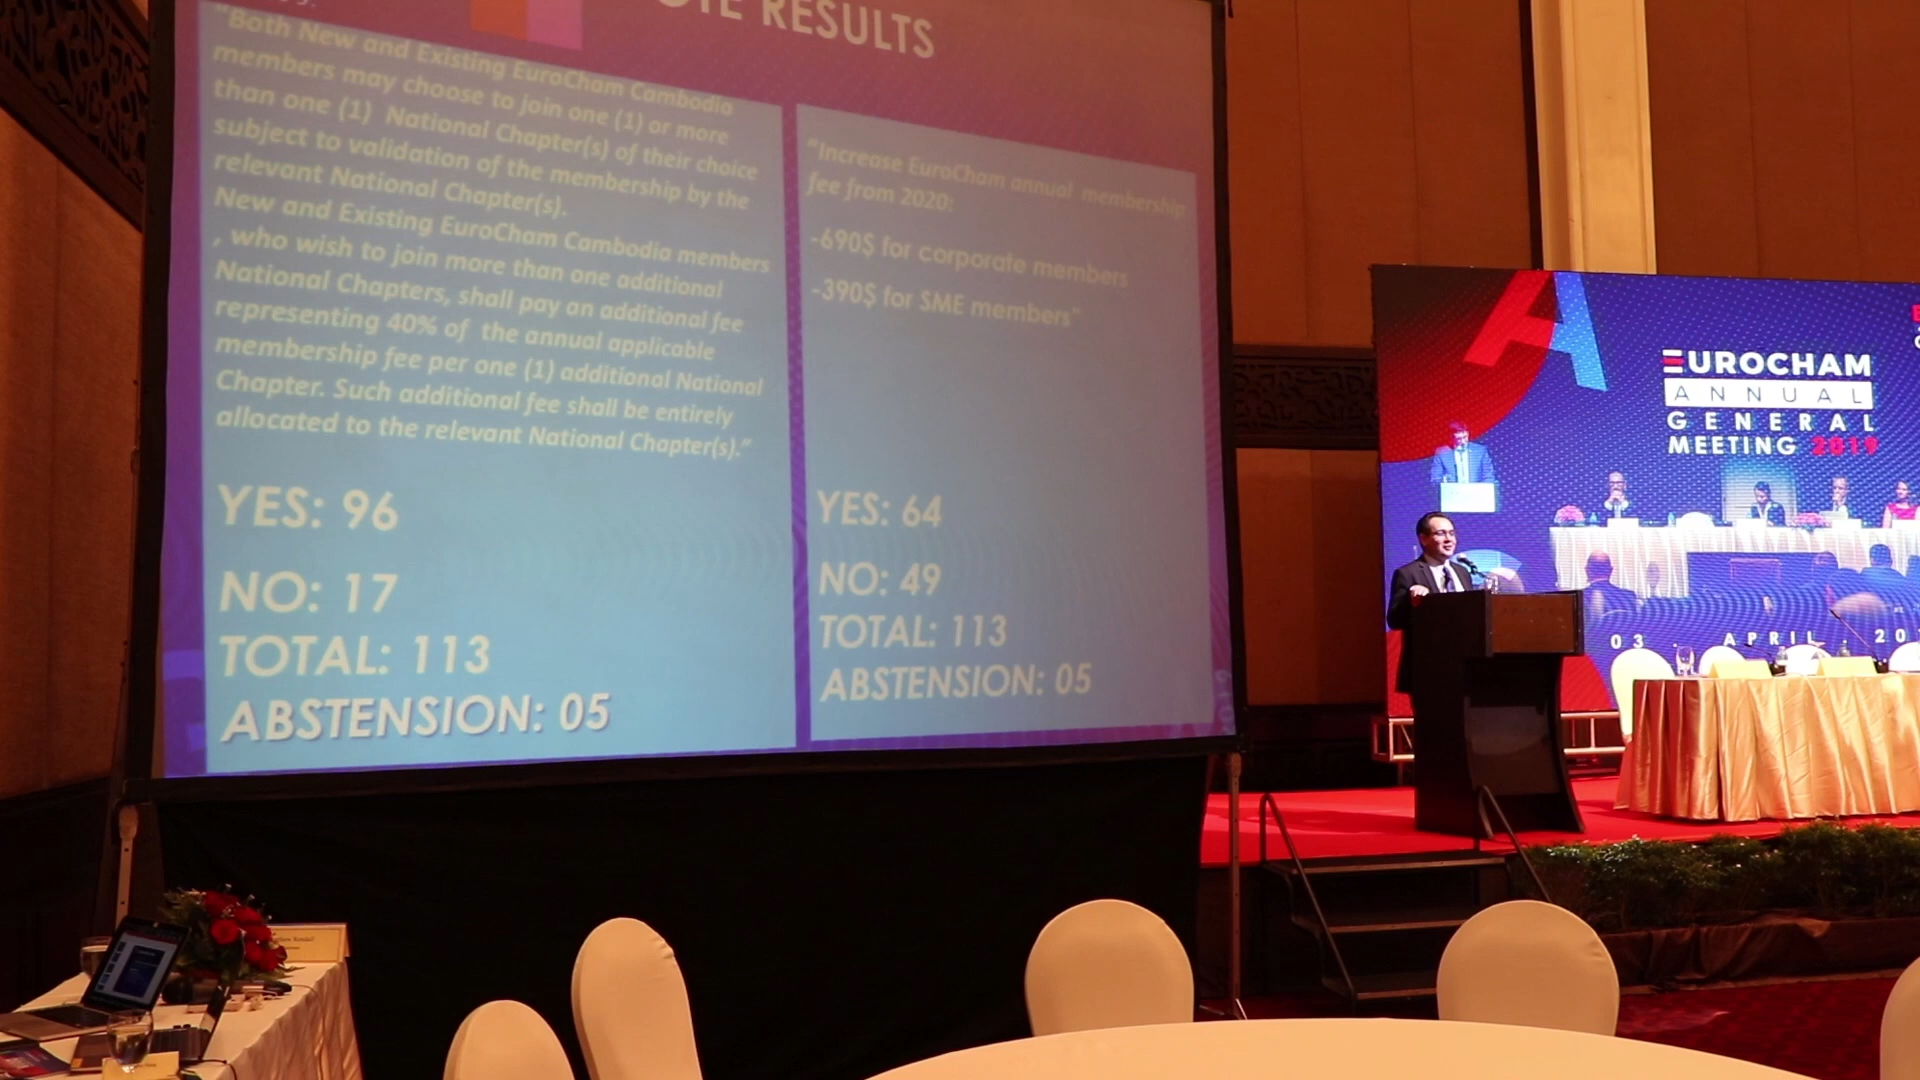 RESULTS
"Both New and Existing EuroCham Cambodia
members may choose to join one (1) or more
than one (1) National Chapter(s) of their choice
subject to validation of the membership by the
relevant National Chapter(s).
New and Existing EuroCham Cambodia members
, who wish to join more than one additional
National Chapters, shall pay an additional fee
representing 40% of the annual applicable
membership fee per one (1) additional National
Chapter. Such additional fee shall be entirely
allocated to the relevant National Chapter(s)."
YES: 96
NO: 17
TOTAL: 113
ABSTENSION: 05
"Increase EuroCham annual membership
fee from 2020:
-690$ for corporate members
-390$ for SME members"
YES: 64
NO: 49
TOTAL: 113
ABSTENSION: 05
EUROCHAM
ANNUAL
GENERAL
MEETING 2019
03 . APRIL . 20